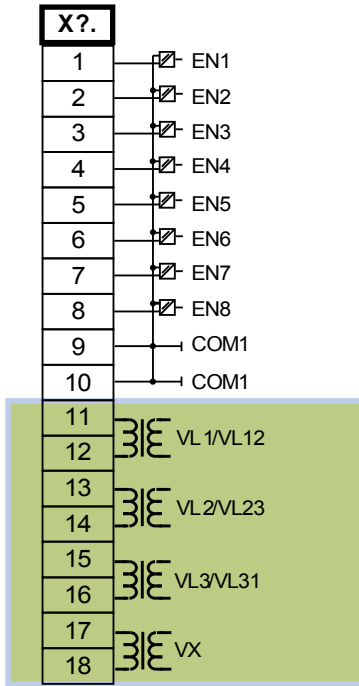 X?.
1 EN1
2 EN2
3 EN3
4 EN4
5 EN5
6 EN6
7 EN7
8 EN8
9 COM1
10 COM1
11
VL1/VL12
12
13
VL2/VL23
14
15
VL3/VL31
16
17
VX
18